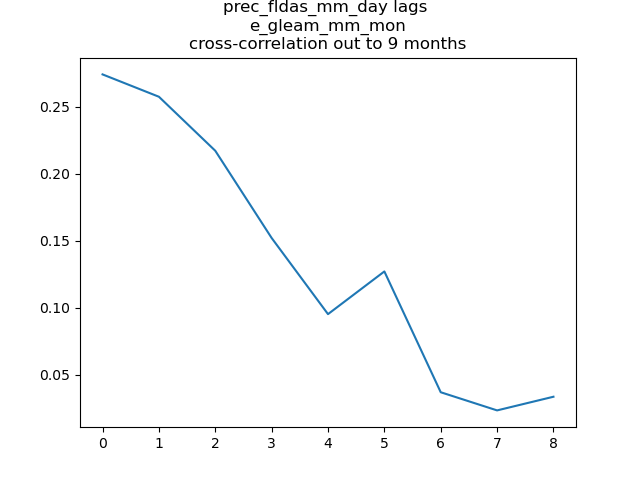 prec_fldas_mm_day lags
e_gleam_mm_mon
cross-correlation out to 9 months
0.25
0.20
0.15
0.10
0.05
0 1 2 3 4 5 6 7 8